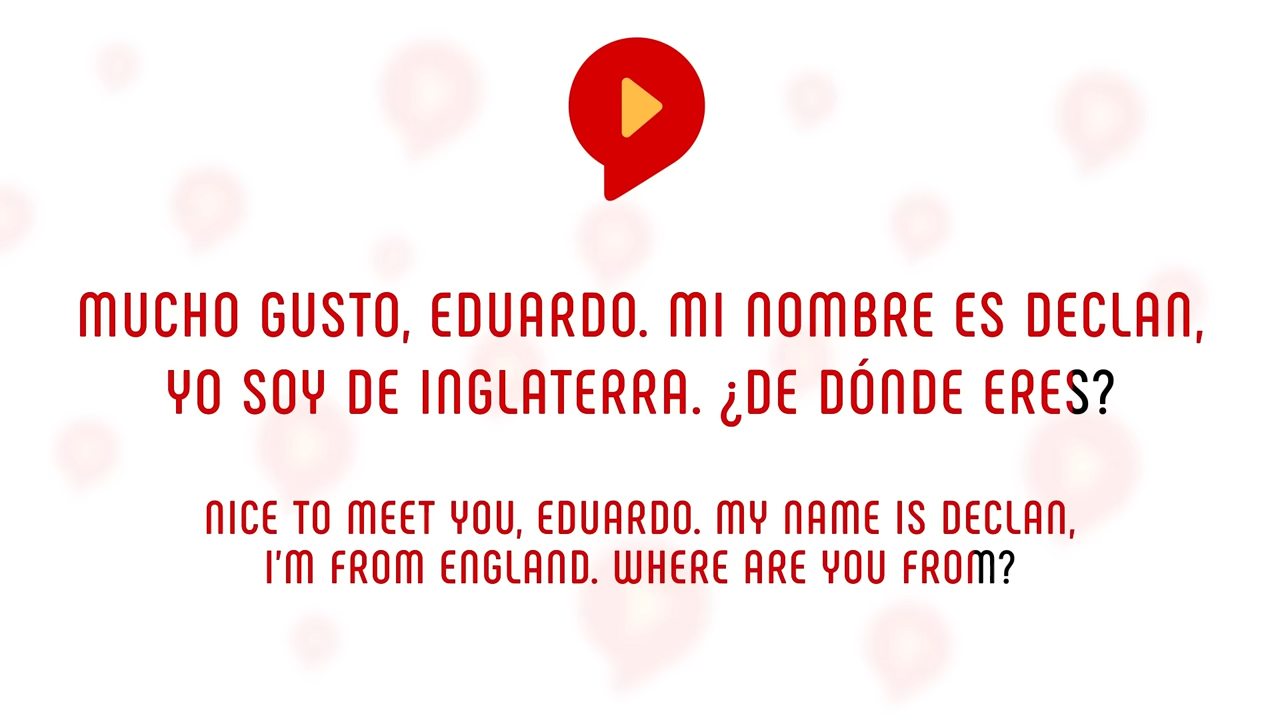 MUCHO GUSTO, EDUARDO. MI NOMBRE ES DECLAN,
YO SOY DE INGLATERRA. ¿DE DÓNDE ERES?
NICE TO MEET YOU, EDUARDO. MY NAME IS DECLAN,
I'M FROM ENGLAND. WHERE ARE YOU FROM?